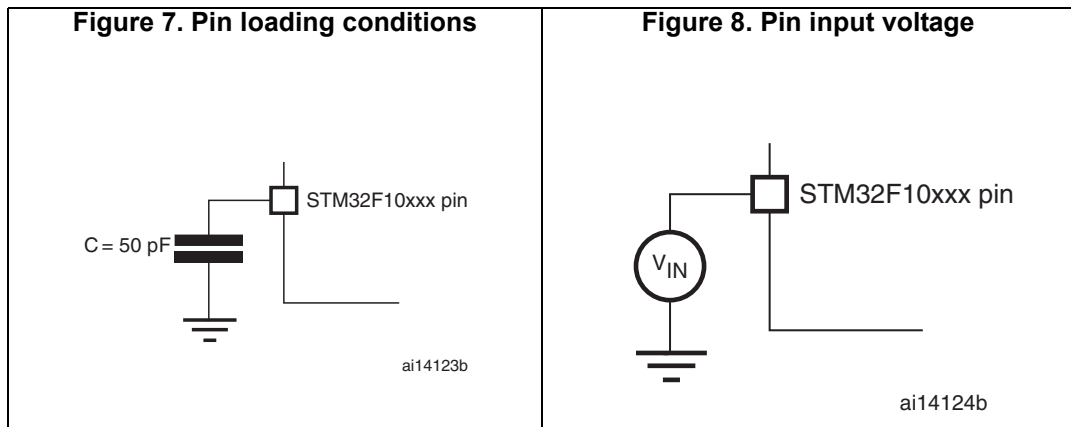 Figure 7. Pin loading conditions
STM32F10xxx pin
C = 50 pF
ai14123b
Figure 8. Pin input voltage
STM32F10xxx pin
VIN
ai14124b